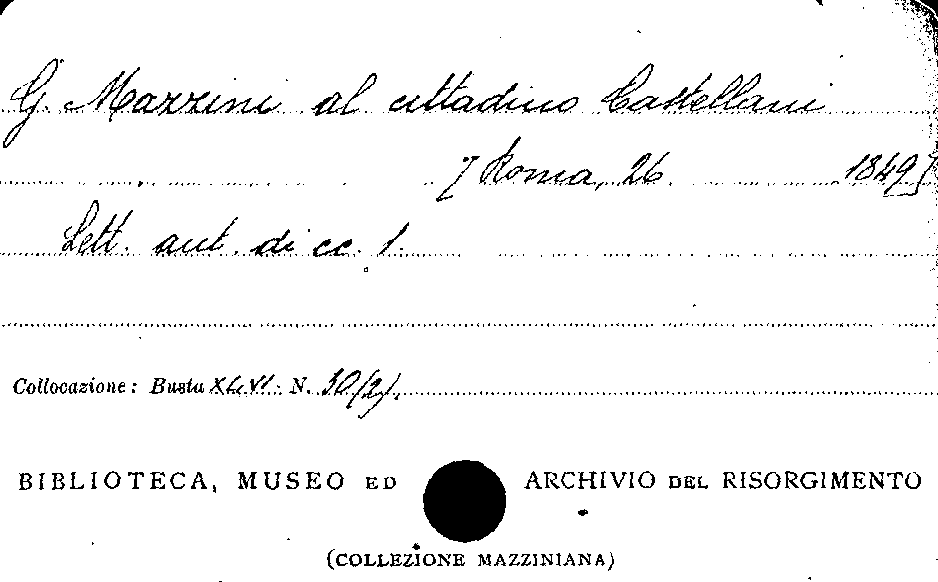 G. Mazzini al cittadino Castellani
[Roma, 26 1849]
Lett. aut. di cc. 1.
Collocazione: Busta XLVI N. 30(2).
BIBLIOTECA, MUSEO ED ARCHIVIO DEL RISORGIMENTO
(COLLEZIONE MAZZINIANA)